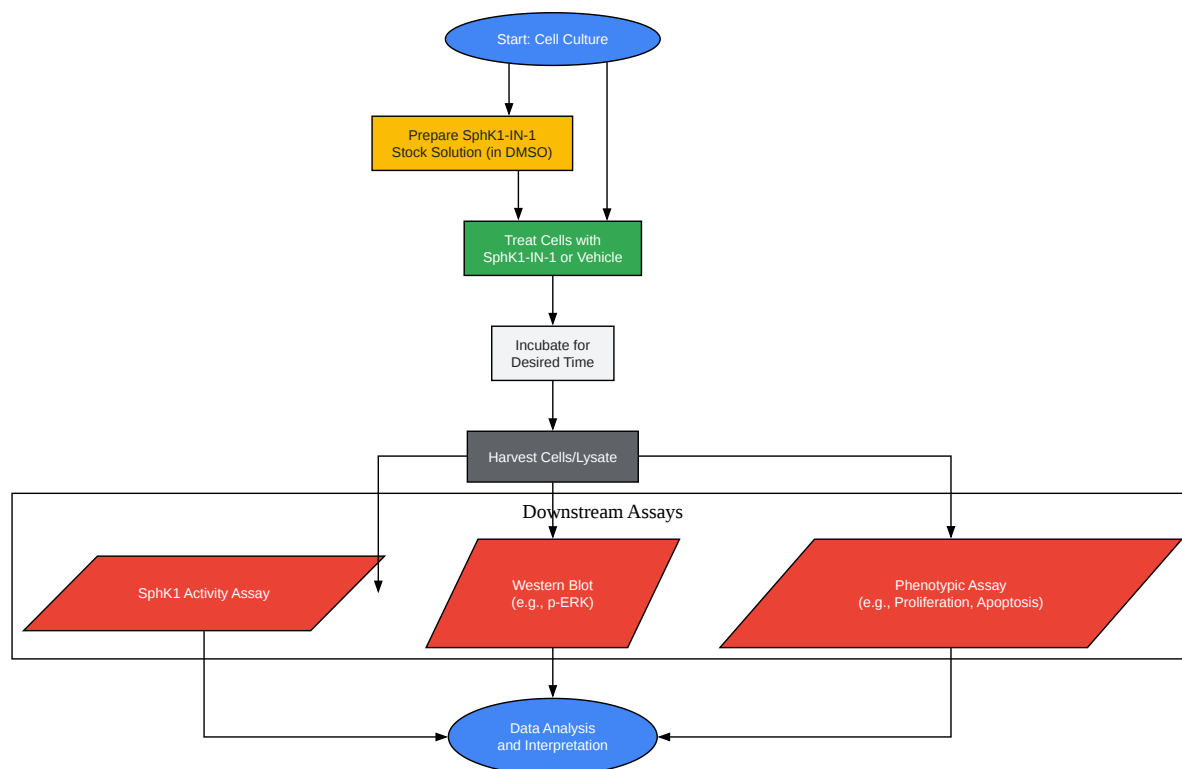 Start: Cell Culture
Prepare SphK1-IN-1
Stock Solution (in DMSO)
Treat Cells with
SphK1-IN-1 or Vehicle
Incubate for
Desired Time
Harvest Cells/Lysate
Downstream Assays
SphK1 Activity Assay
Western Blot
(e.g., p-ERK)
Phenotypic Assay
(e.g., Proliferation, Apoptosis)
Data Analysis
and Interpretation